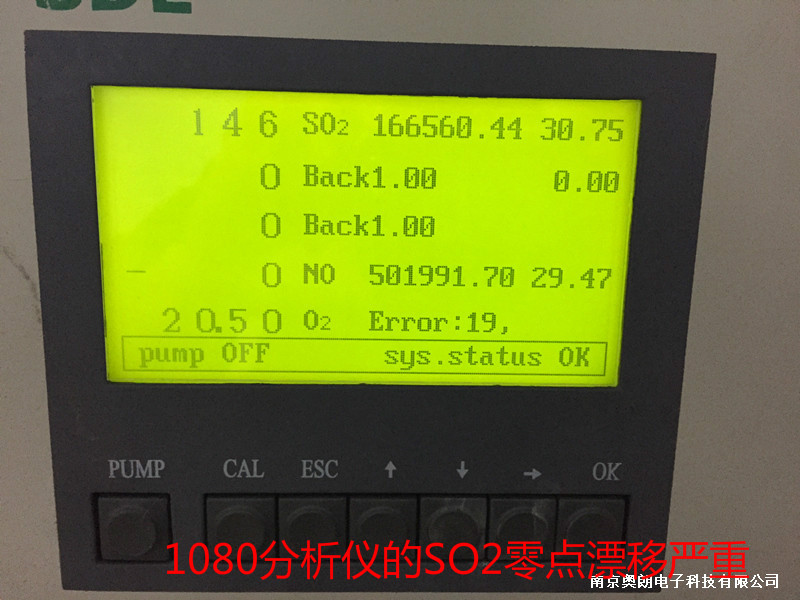 146 SO2 166560.44 30.75
0 Back1.00 0.00
0 Back1.00
- 0 NO 501991.70 29.47
20.50 O2 Error:19,
pump OFF sys.status OK
PUMP CAL ESC ↑ ↓ → OK
1080分析仪的SO2零点漂移严重
南京奥朗电子科技有限公司